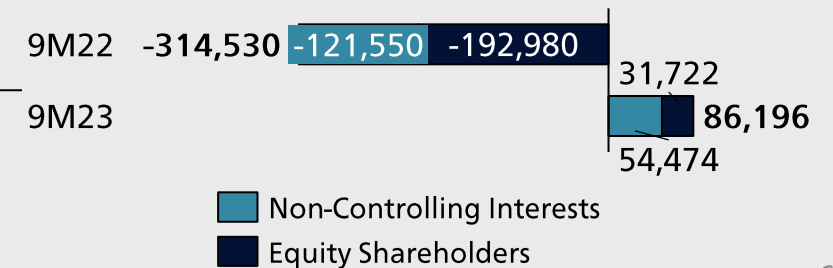 9M22 -314,530 -121,550 -192,980
31,722
9M23 86,196
54,474
Non-Controlling Interests
Equity Shareholders